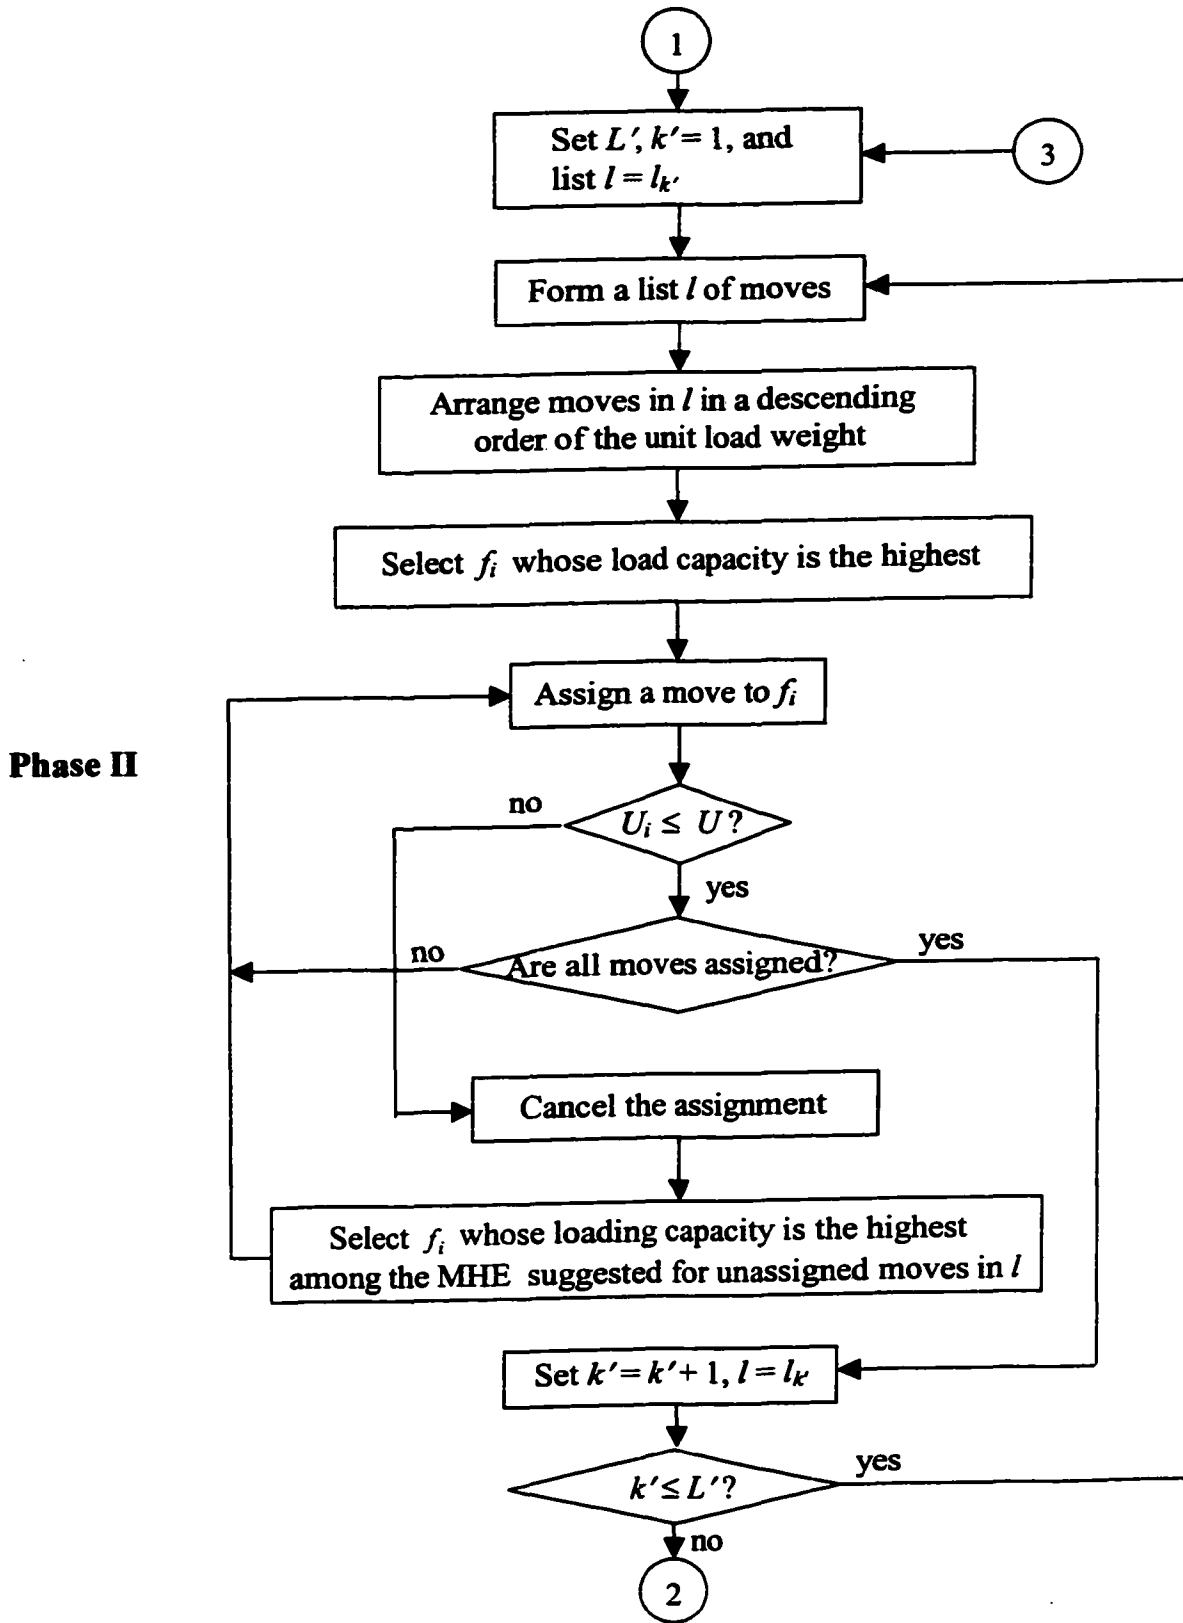 1
Set L′, k′= 1, and
list l = lk′
3
Form a list l of moves
Arrange moves in l in a descending
order of the unit load weight
Select fi whose load capacity is the highest
Assign a move to fi
Phase II
no
Ui ≤ U?
yes
no
Are all moves assigned?
yes
Cancel the assignment
Select fi whose loading capacity is the highest
among the MHE suggested for unassigned moves in l
Set k′= k′+ 1, l = lk′
k′≤ L′?
yes
no
2